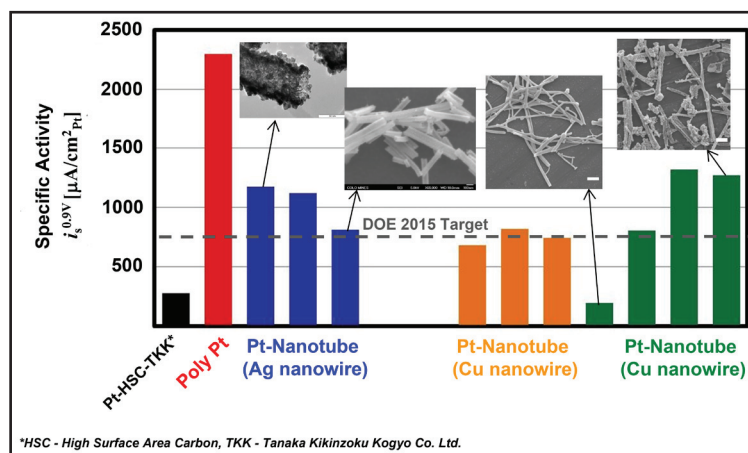 2500
2000
1500
1000
500
Specific Activity
i_s^0.9V [µA/cm²Pt]
DOE 2015 Target
Pt-HSC-TKK*
Poly Pt
Pt-Nanotube
(Ag nanowire)
Pt-Nanotube
(Cu nanowire)
Pt-Nanotube
(Cu nanowire)
*HSC - High Surface Area Carbon, TKK - Tanaka Kikinzoku Kogyo Co. Ltd.